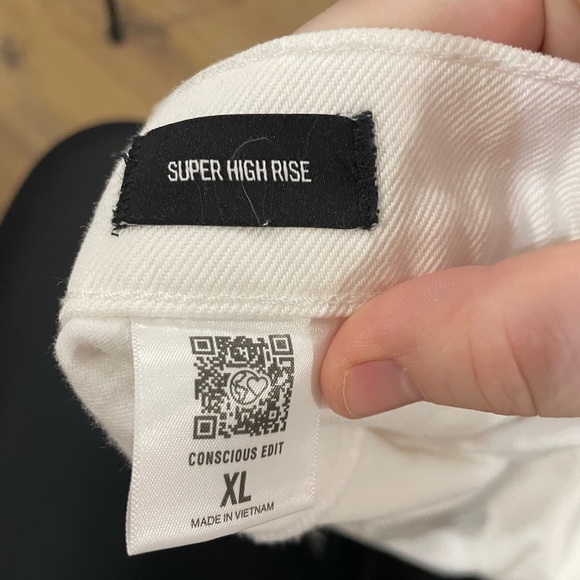 SUPER HIGH RISE
CONSCIOUS EDIT
XL
MADE IN VIETNAM